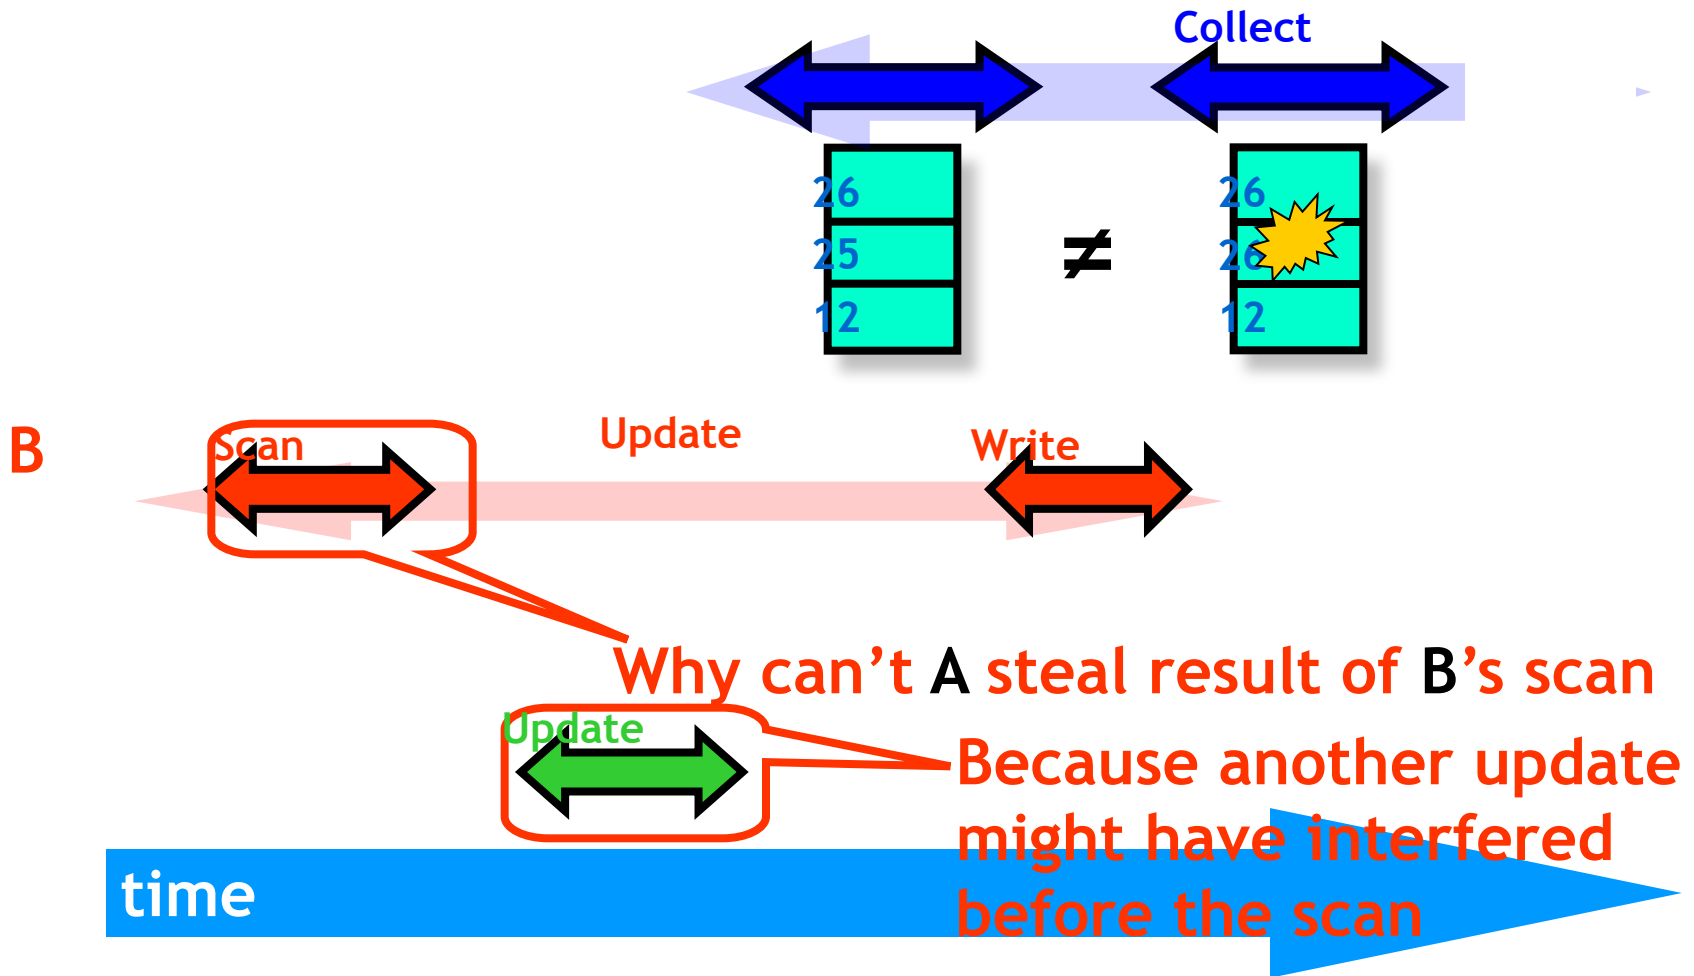 Collect
26
25
12
≠
26
26
12
B
Scan
Update
Write
Why can’t A steal result of B’s scan
Update
Because another update
might have interfered
before the scan
time